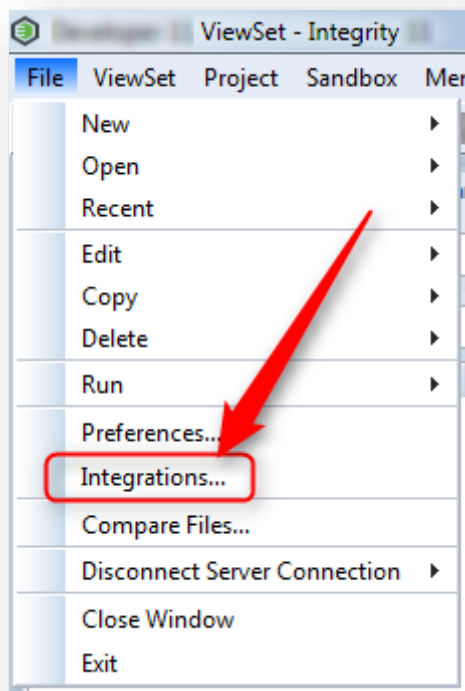 ViewSet - Integrity
File ViewSet Project Sandbox
New
Open
Recent
Edit
Copy
Delete
Run
Preferences...
Integrations...
Compare Files...
Disconnect Server Connection
Close Window
Exit